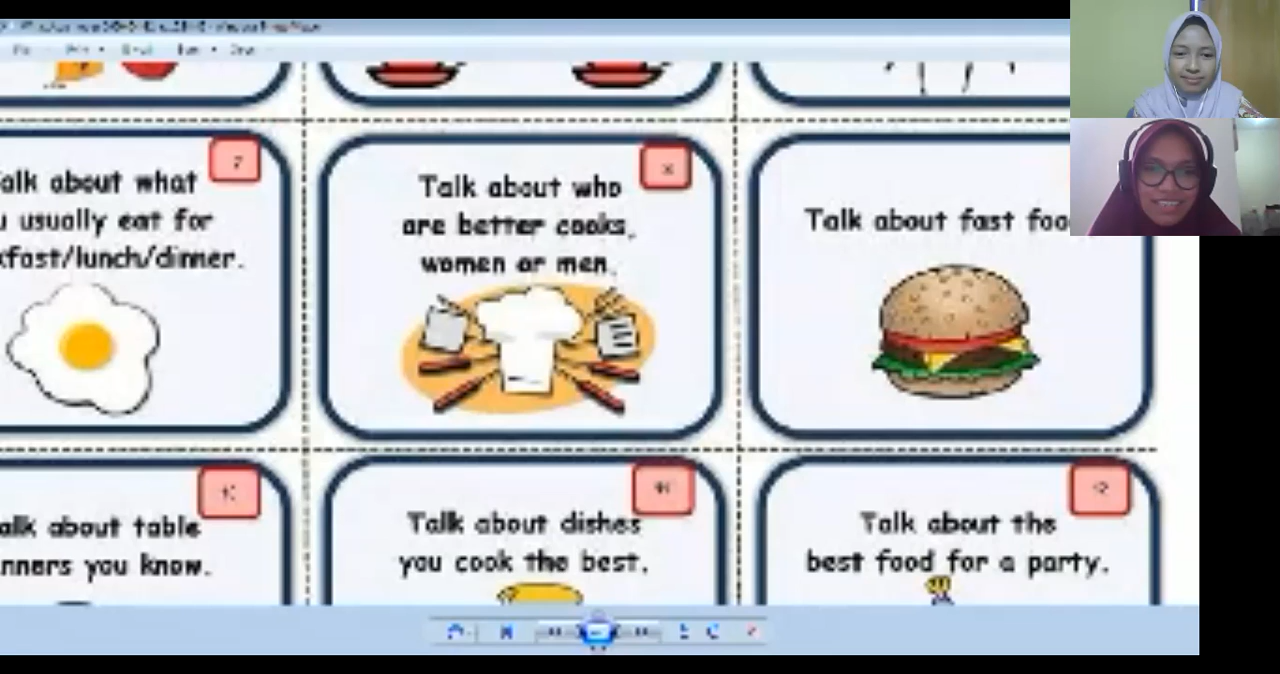 7
alk about what
u usually eat for
kfast/lunch/dinner.
Talk about who
are better cooks,
women or men.
Talk about fast foo
alk about table
nners you know.
Talk about dishes
you cook the best.
12
Talk about the
best food for a party.